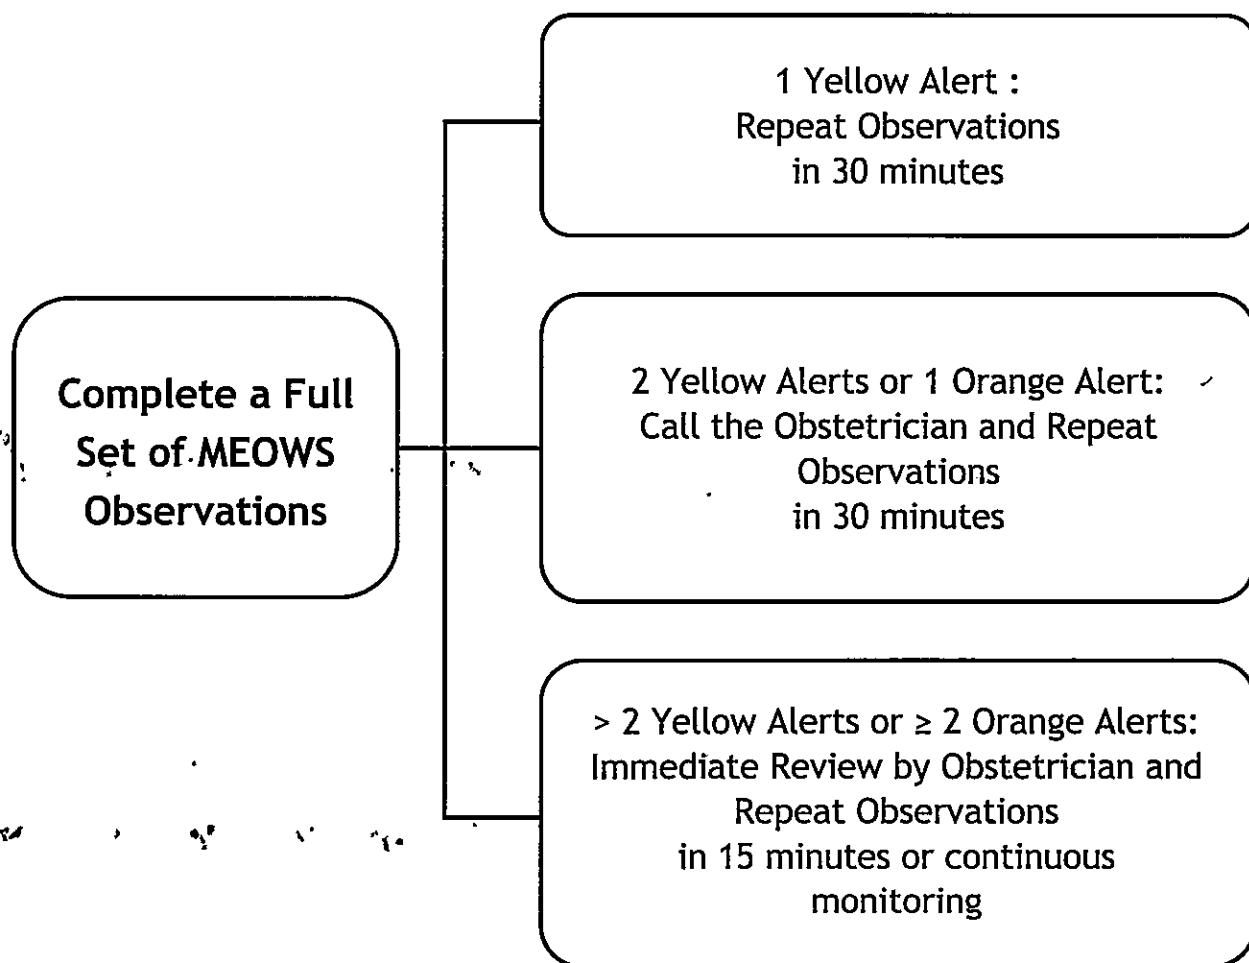 Complete a Full
Set of MEOWS
Observations
1 Yellow Alert :
Repeat Observations
in 30 minutes
2 Yellow Alerts or 1 Orange Alert:
Call the Obstetrician and Repeat
Observations
in 30 minutes
> 2 Yellow Alerts or ≥ 2 Orange Alerts:
Immediate Review by Obstetrician and
Repeat Observations
in 15 minutes or continuous
monitoring